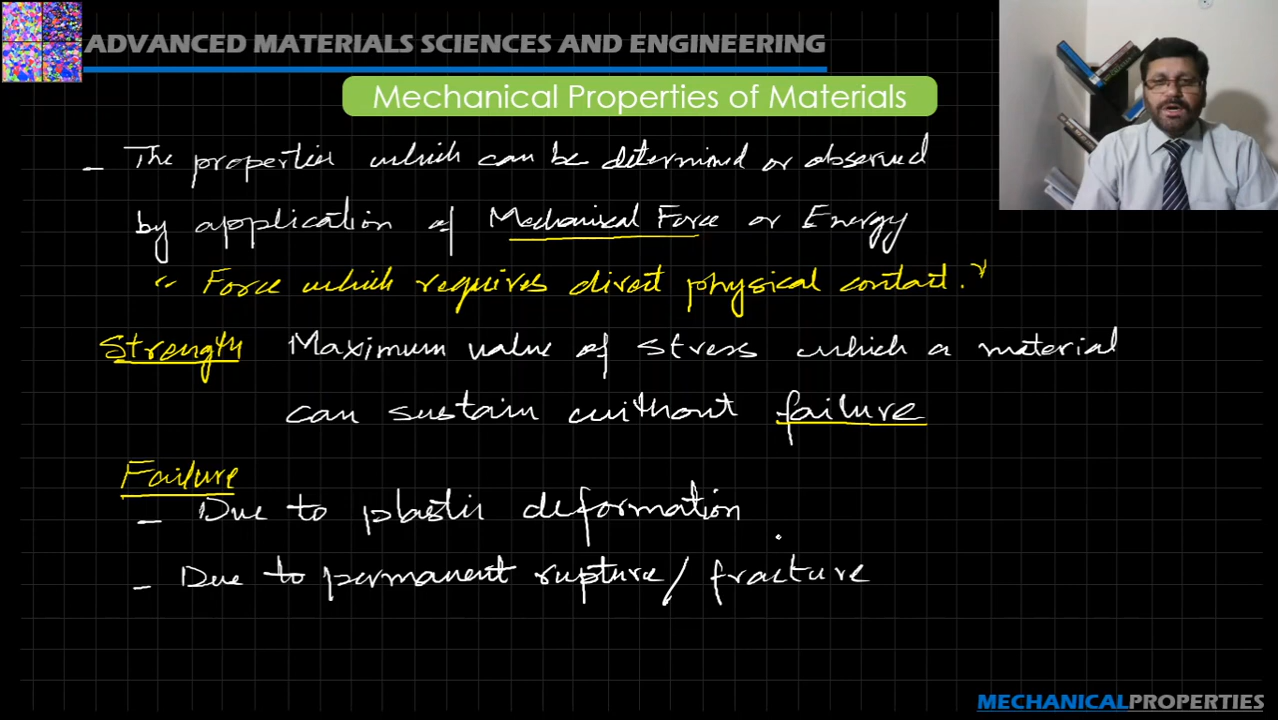 ADVANCED MATERIALS SCIENCES AND ENGINEERING
Mechanical Properties of Materials
- The properties which can be determined or observed
by application of Mechanical Force or Energy
" Force which requires direct physical contact. "
Strength Maximum value of stress which a material
can sustain without failure
Failure
- Due to plastic deformation
- Due to permanent rupture/ fracture
MECHANICALPROPERTIES